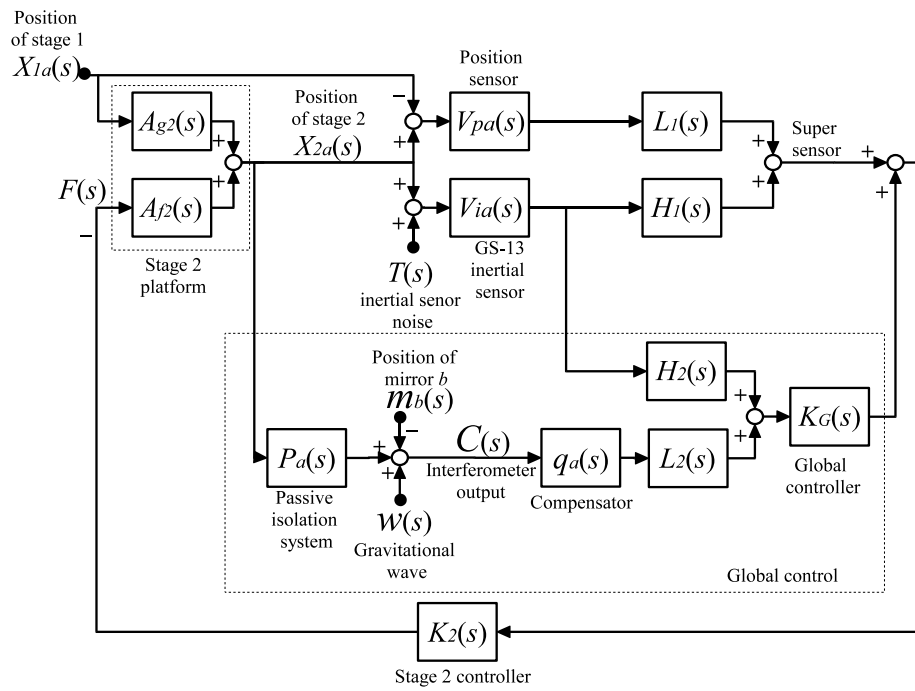 Position
of stage 1
X1a(s)
Ag2(s)
+
F(s)
Af2(s)
+
−
Stage 2
platform
Position
of stage 2
X2a(s)
−
+
Position
sensor
Vpa(s)
L1(s)
+
Super
sensor
+
+
+
+
Via(s)
H1(s)
+
GS-13
inertial
sensor
T(s)
inertial senor
noise
Position of
mirror b
mb(s)
−
H2(s)
+
KG(s)
Global
controller
Pa(s)
+
C(s)
Interferometer
output
qa(s)
L2(s)
+
Passive
isolation
system
+
w(s)
Gravitational
wave
Compensator
Global control
K2(s)
Stage 2 controller